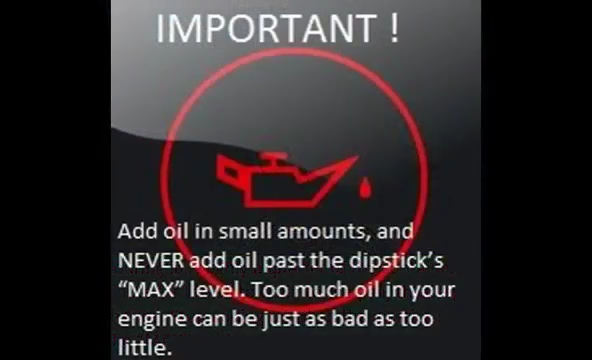 IMPORTANT !
Add oil in small amounts, and
NEVER add oil past the dipstick's
“MAX” level. Too much oil in your
engine can be just as bad as too
little.